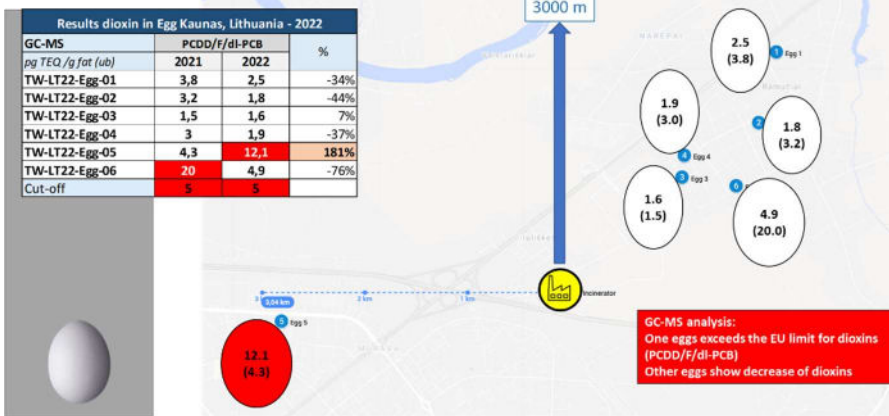 Results dioxin in Egg Kaunas, Lithuania - 2022
GC-MS PCDD/F/dl-PCB %
pg TEQ /g fat (ub) 2021 2022
TW-LT22-Egg-01 3,8 2,5 -34%
TW-LT22-Egg-02 3,2 1,8 -44%
TW-LT22-Egg-03 1,5 1,6 7%
TW-LT22-Egg-04 3 1,9 -37%
TW-LT22-Egg-05 4,3 12,1 181%
TW-LT22-Egg-06 20 4,9 -76%
Cut-off 5 5
3000 m
2.5
(3.8)
1 Egg 1
1.9
(3.0)
2
1.8
(3.2)
4 Egg 4
3 Egg 3
1.6
(1.5)
6
4.9
(20.0)
Incinerator
3,04 km
2 km
1 km
5 Egg 5
12.1
(4.3)
GC-MS analysis:
One eggs exceeds the EU limit for dioxins
(PCDD/F/dl-PCB)
Other eggs show decrease of dioxins